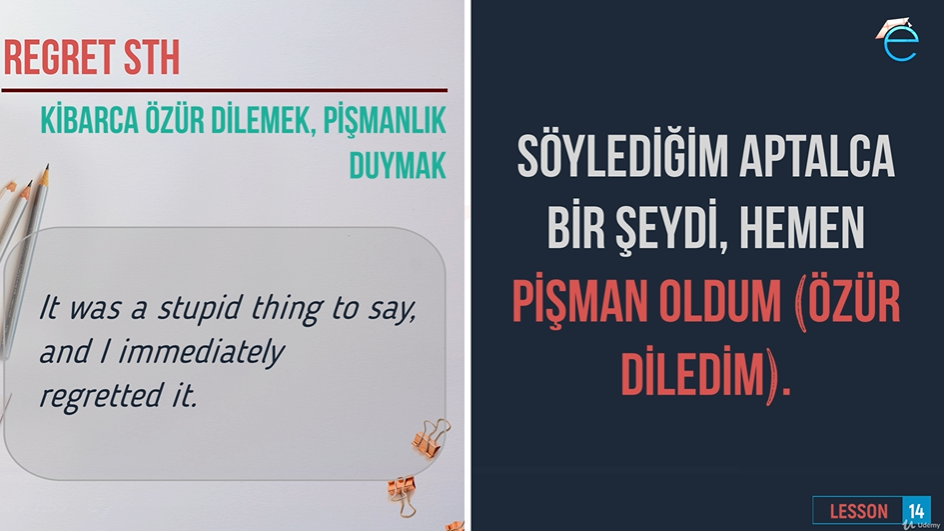 REGRET STH
KİBARCA ÖZÜR DİLEMEK, PİŞMANLIK
DUYMAK
It was a stupid thing to say,
and I immediately
regretted it.
e
SÖYLEDİĞİM APTALCA
BİR ŞEYDİ, HEMEN
PİŞMAN OLDUM (ÖZÜR
DİLEDİM).
LESSON 14
Udemy